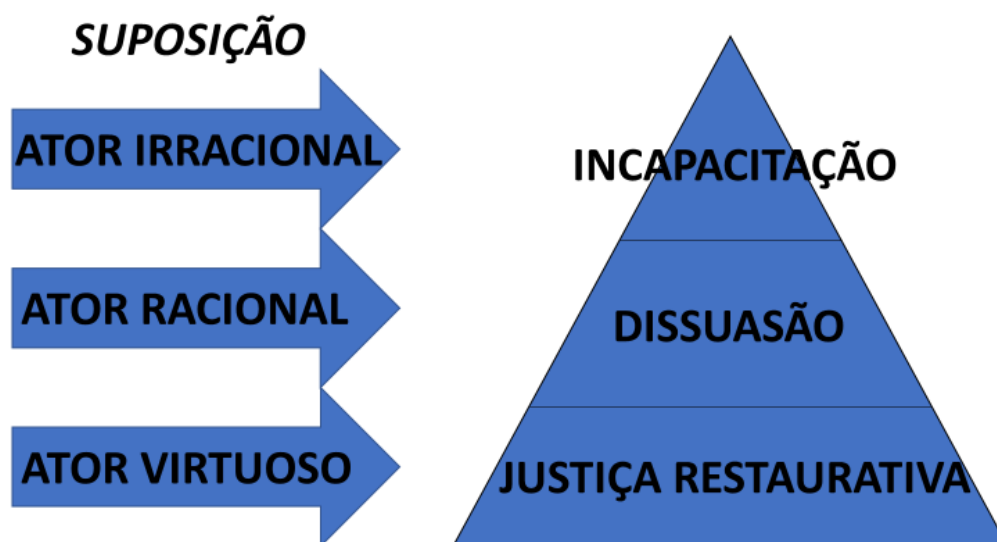 SUPOSIÇÃO
ATOR IRRACIONAL
INCAPACITAÇÃO
ATOR RACIONAL
DISSUASÃO
ATOR VIRTUOSO
JUSTIÇA RESTAURATIVA